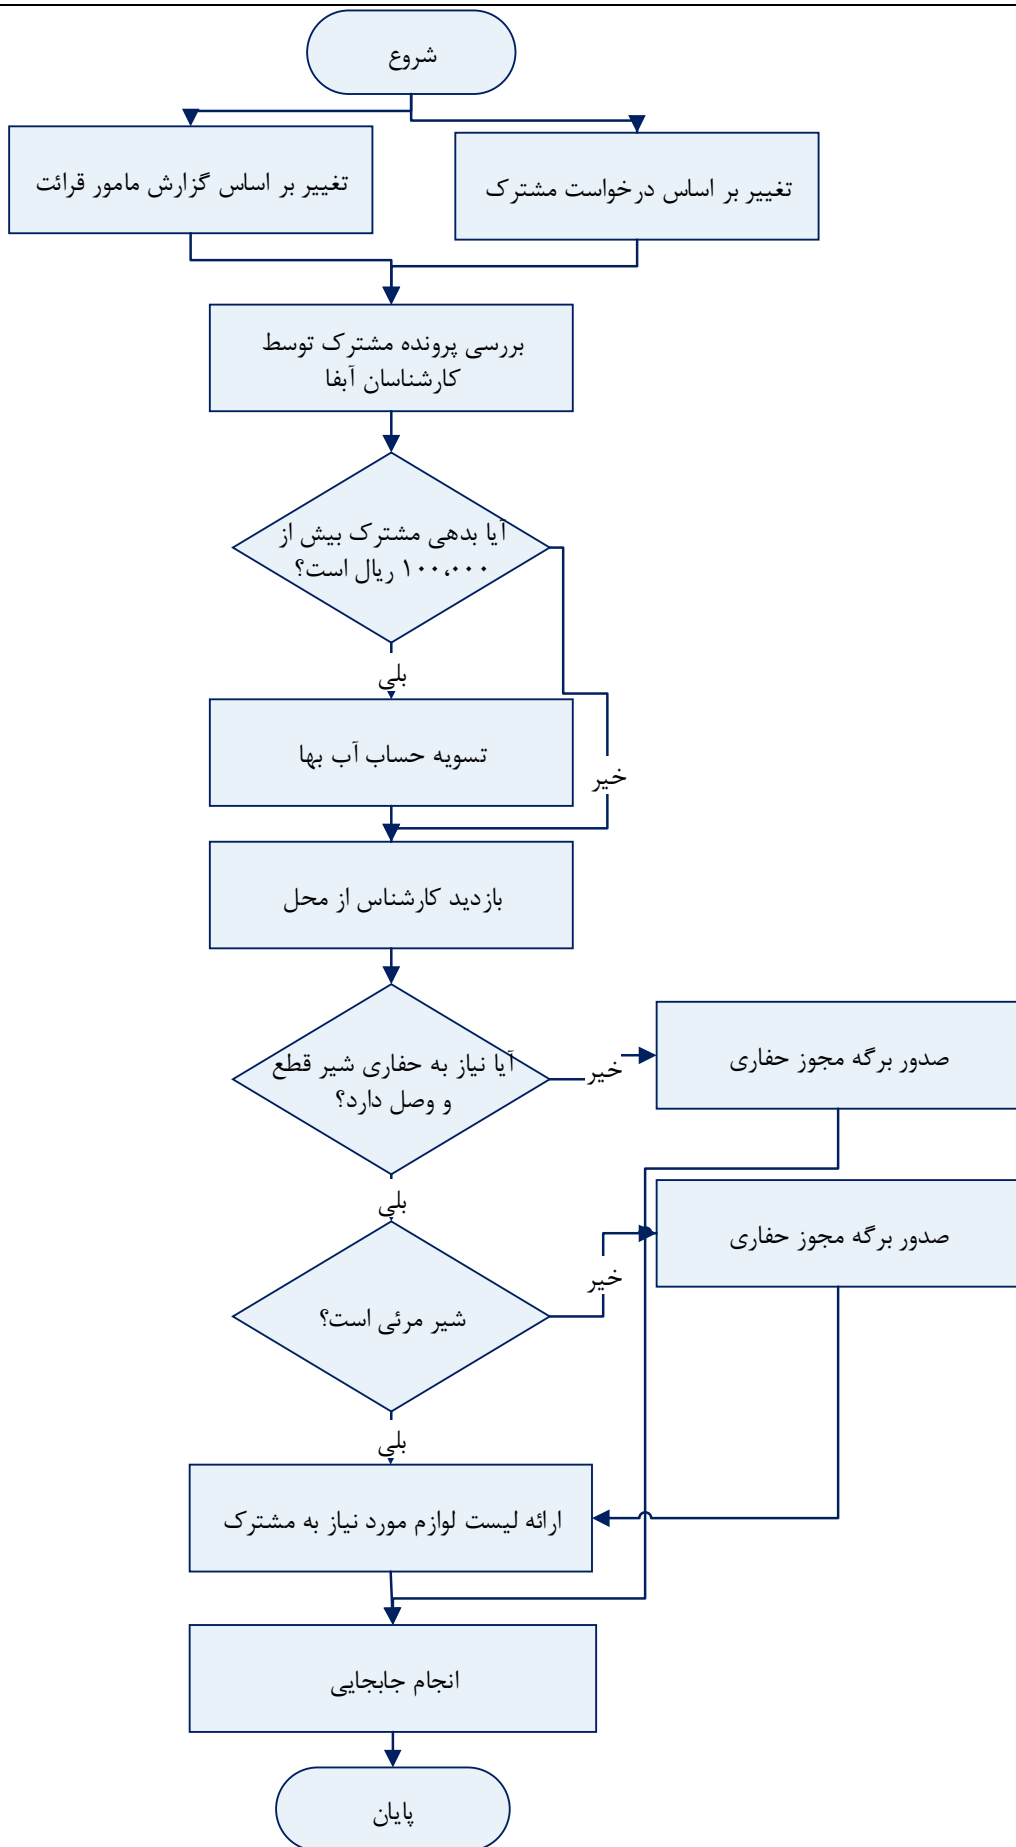 شروع
تغییر بر اساس درخواست مشترک
تغییر بر اساس گزارش مامور قرائت
بررسی پرونده مشترک توسط
کارشناسان آبفا
آیا بدهی مشترک بیش از
۱۰۰،۰۰۰ ریال است؟
بلی
تسویه حساب آب بها
خیر
بازدید کارشناس از محل
آیا نیاز به حفاری شیر قطع
و وصل دارد؟
خیر
صدور برگه مجوز حفاری
بلی
شیر مرئی است؟
خیر
صدور برگه مجوز حفاری
بلی
ارائه لیست لوازم مورد نیاز به مشترک
انجام جابجایی
پایان